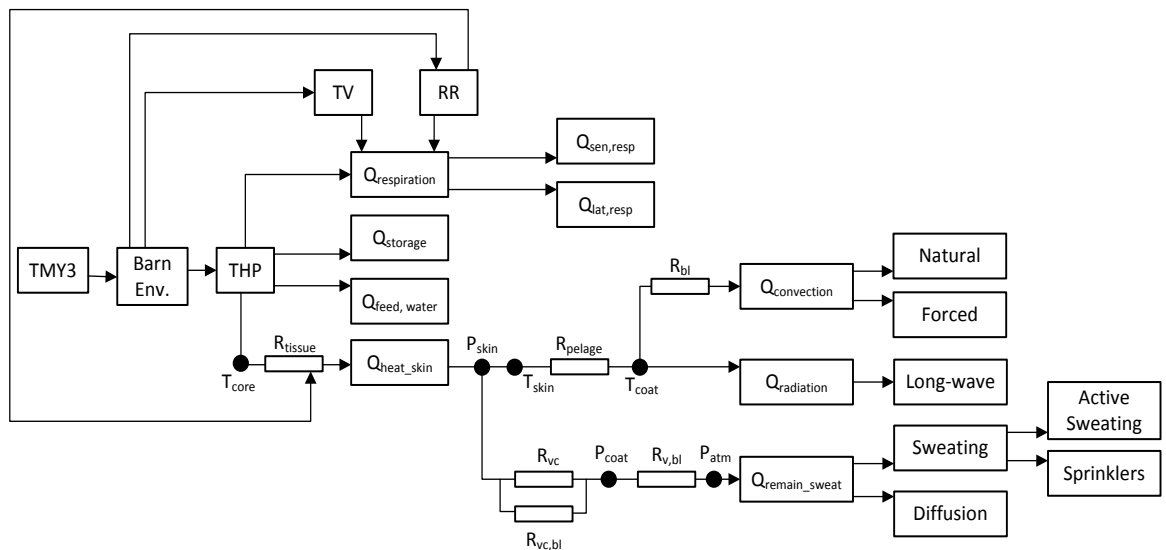 TV
RR
Q_sen,resp
Q_respiration
Q_lat,resp
TMY3
Barn
Env.
THP
Q_storage
Q_feed, water
R_bl
Q_convection
Natural
Forced
T_core
R_tissue
Q_heat_skin
P_skin
T_skin
R_pelage
T_coat
Q_radiation
Long-wave
R_vc
R_vc,bl
P_coat
R_v,bl
P_atm
Q_remain_sweat
Sweating
Diffusion
Active
Sweating
Sprinklers